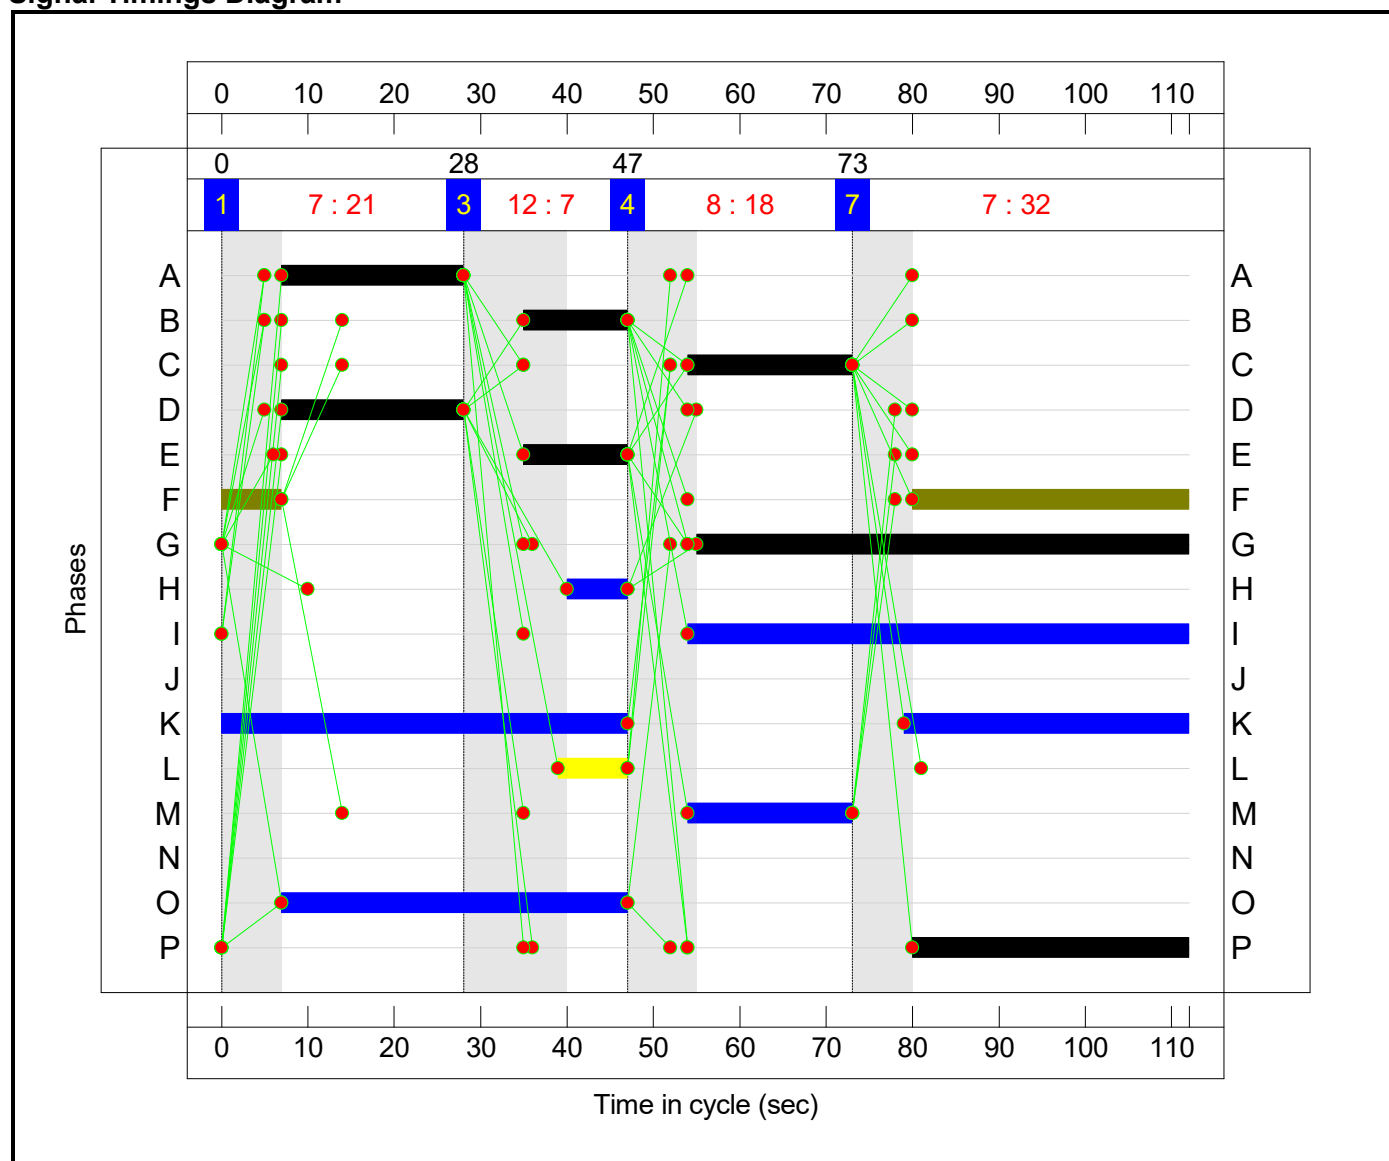 Signal Timings Diagram
0 10 20 30 40 50 60 70 80 90 100 110
0 28 47 73
1 7 : 21 3 12 : 7 4 8 : 18 7 7 : 32
A A
B B
C C
D D
E E
F F
G G
H H
I I
J J
K K
L L
M M
N N
O O
P P
Phases
0 10 20 30 40 50 60 70 80 90 100 110
Time in cycle (sec)